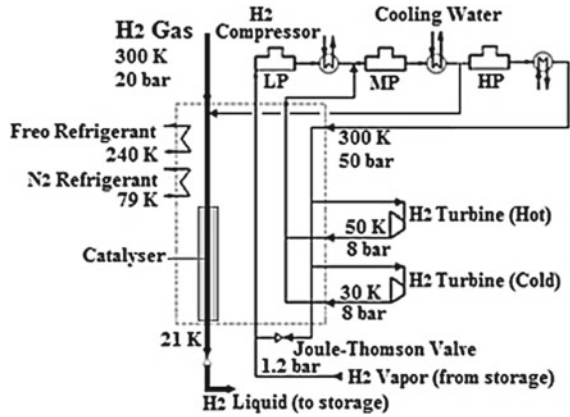 H2 Gas
300 K
20 bar
H2
Compressor
Cooling Water
LP
MP
HP
Freo Refrigerant
240 K
N2 Refrigerant
79 K
300 K
50 bar
Catalyser
50 K
8 bar
H2 Turbine (Hot)
30 K
8 bar
H2 Turbine (Cold)
21 K
Joule-Thomson Valve
1.2 bar
H2 Vapor (from storage)
H2 Liquid (to storage)